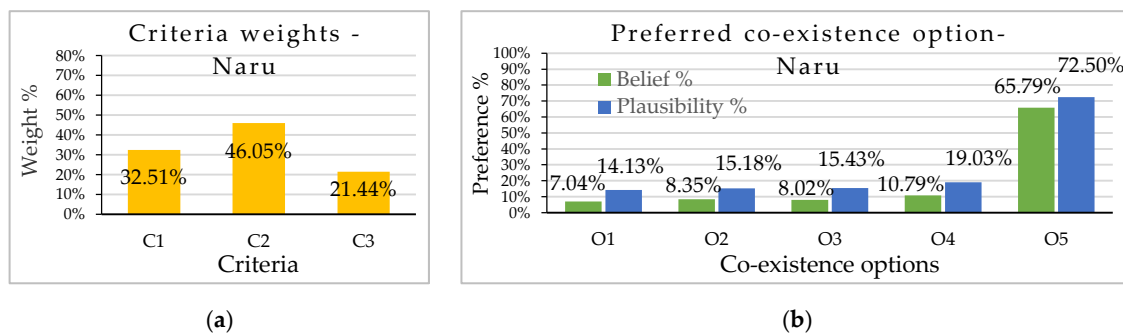 Criteria weights -
Naru
Weight %
80%
70%
60%
50%
40%
30%
20%
10%
0%
32.51%
46.05%
21.44%
C1 C2 C3
Criteria
(a)
Preferred co-existence option-
Naru
Preference %
100%
90%
80%
70%
60%
50%
40%
30%
20%
10%
0%
Belief %
Plausibility %
7.04% 14.13% 8.35% 15.18% 8.02% 15.43% 10.79% 19.03% 65.79% 72.50%
O1 O2 O3 O4 O5
Co-existence options
(b)